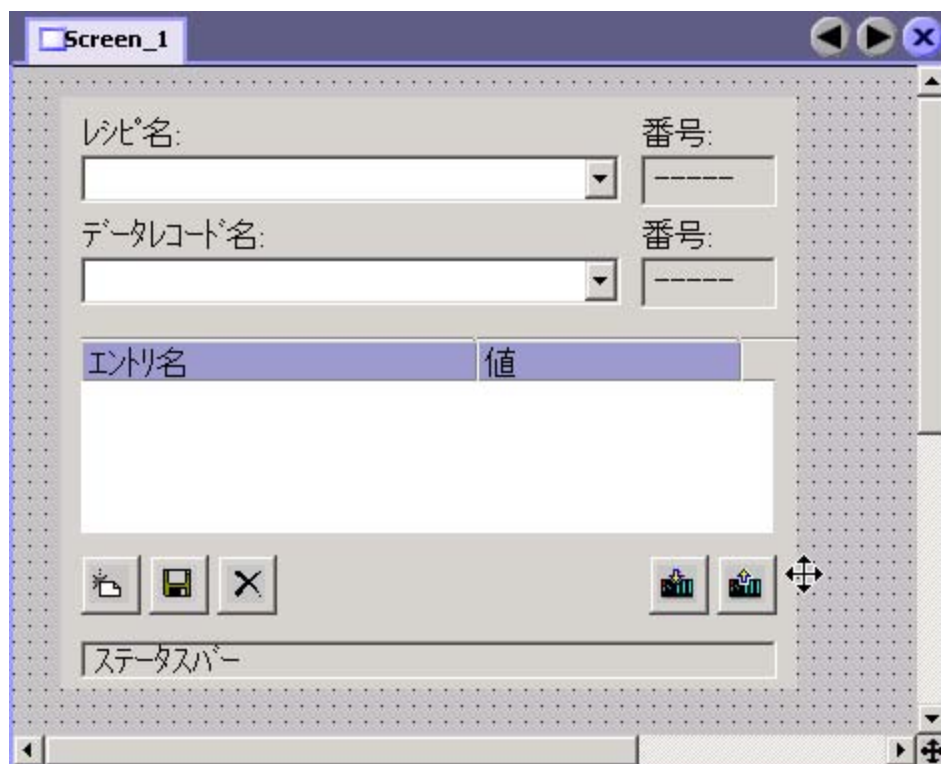 Screen_1
レシピ名: 番号:
-----
データレコード名: 番号:
-----
エントリ名 値
ステータスバー